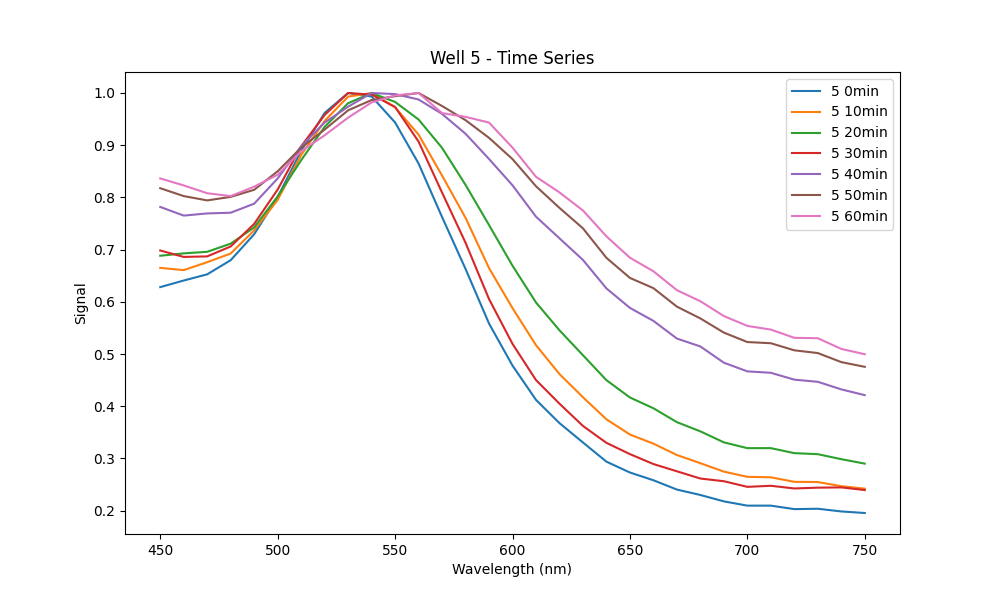 Well 5 - Time Series
1.0
0.9
0.8
0.7
0.6
0.5
0.4
0.3
0.2
Signal
450
500
550
600
650
700
750
Wavelength (nm)
5 0min
5 10min
5 20min
5 30min
5 40min
5 50min
5 60min